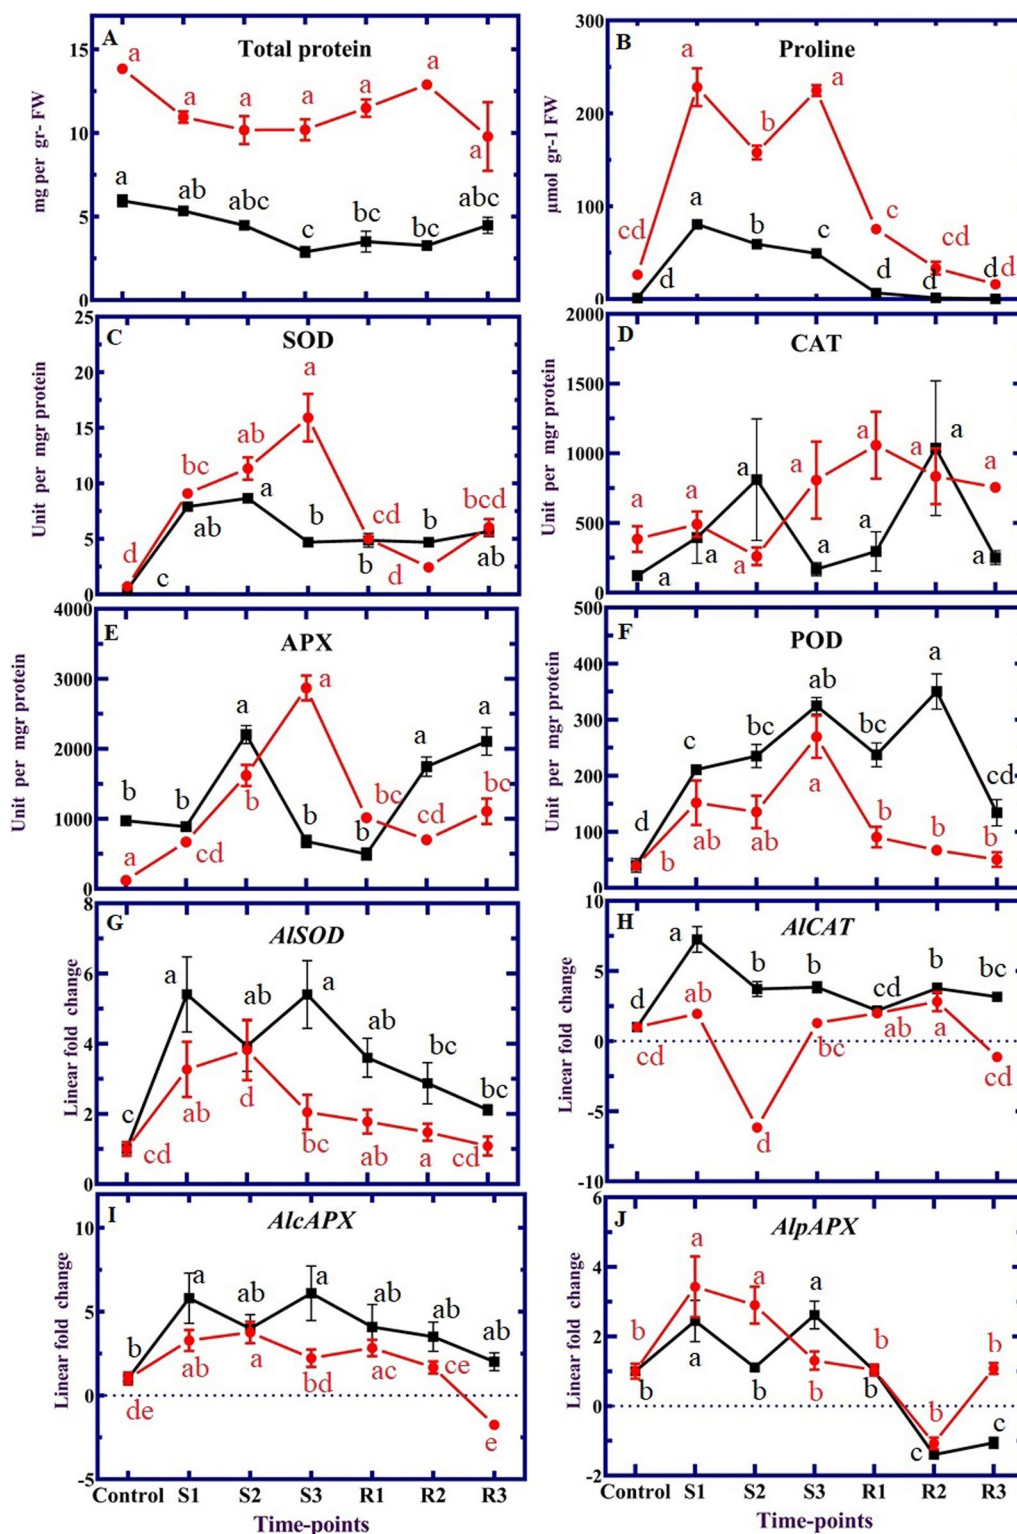 A
Total protein
15
10
5
0
mg per gr- FW
a a a a a a a
a ab abc c bc bc abc
B
Proline
300
200
100
0
µmol gr-1 FW
a b a c cd d cd
a b c d d d d
C
SOD
25
20
15
10
5
0
Unit per mgr protein
d bc ab a cd d bcd
c ab a b b b ab
D
CAT
2000
1500
1000
500
0
Unit per mgr protein
a a a a a a a
a a a a a a a
E
APX
4000
3000
2000
1000
0
Unit per mgr protein
b b a b b a a
a cd b a bc cd bc
F
POD
500
400
300
200
100
0
Unit per mgr protein
d c bc ab bc a cd
b ab ab a b b b
G
AlSOD
8
6
4
2
0
Linear fold change
c a ab a ab bc bc
cd ab d bc ab a cd
H
AlCAT
10
5
0
-5
-10
Linear fold change
d a b b cd b bc
cd ab d bc ab a cd
I
AlcAPX
10
5
0
-5
Linear fold change
b a ab a ab ab ab
de ab a bd ac ce e
Control S1 S2 S3 R1 R2 R3
Time-points
J
AlpAPX
6
4
2
0
-2
Linear fold change
b a a b b b b
b a b a b c c
Control S1 S2 S3 R1 R2 R3
Time-points